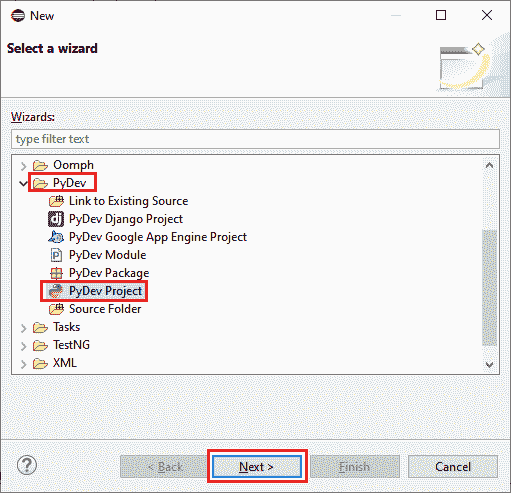 New
Select a wizard
Wizards:
type filter text
Oomph
PyDev
Link to Existing Source
dj PyDev Django Project
PyDev Google App Engine Project
P PyDev Module
PyDev Package
PyDev Project
Source Folder
Tasks
TestNG
XML
? < Back Next > Finish Cancel